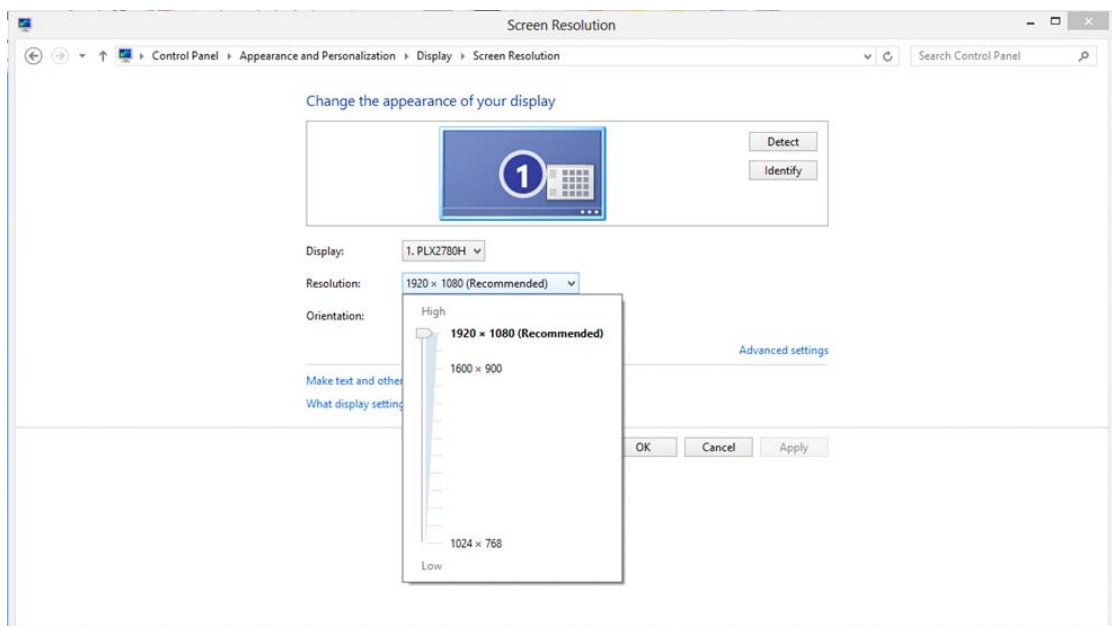 Screen Resolution
Control Panel Appearance and Personalization Display Screen Resolution
Search Control Panel
Change the appearance of your display
1
Detect
Identify
Display: 1. PLX2780H
Resolution: 1920 × 1080 (Recommended)
Orientation:
High
1920 × 1080 (Recommended)
1600 × 900
1024 × 768
Low
Advanced settings
Make text and other
What display setting
OK Cancel Apply